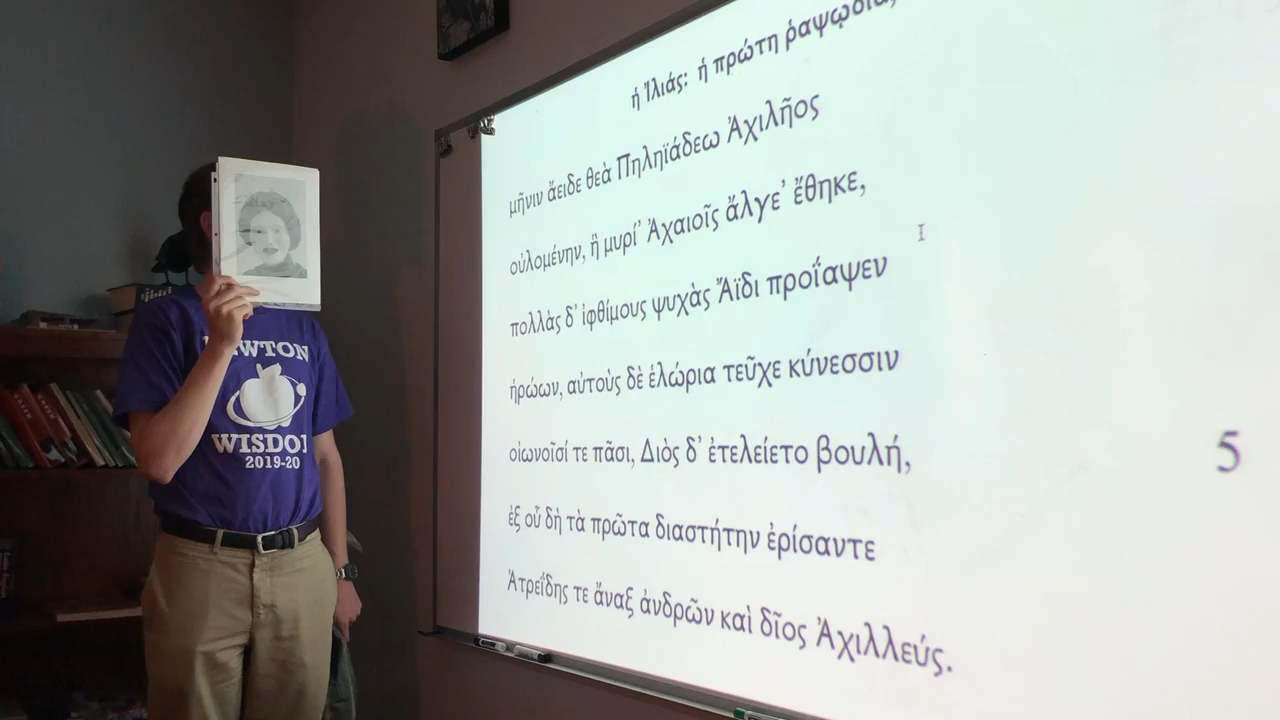 ἡ Ἰλιάς: ἡ πρώτη ῥαψῳδίας
μῆνιν ἄειδε θεὰ Πηληϊάδεω Ἀχιλῆος
οὐλομένην, ἣ μυρί’ Ἀχαιοῖς ἄλγε’ ἔθηκε,
πολλὰς δ’ ἰφθίμους ψυχὰς Ἄϊδι προΐαψεν
ἡρώων, αὐτοὺς δὲ ἑλώρια τεῦχε κύνεσσιν
οἰωνοῖσί τε πᾶσι, Διὸς δ’ ἐτελείετο βουλή,
5
ἐξ οὗ δὴ τὰ πρῶτα διαστήτην ἐρίσαντε
Ἀτρεΐδης τε ἄναξ ἀνδρῶν καὶ δῖος Ἀχιλλεύς.
NEWTON
WISDOM
2019-20